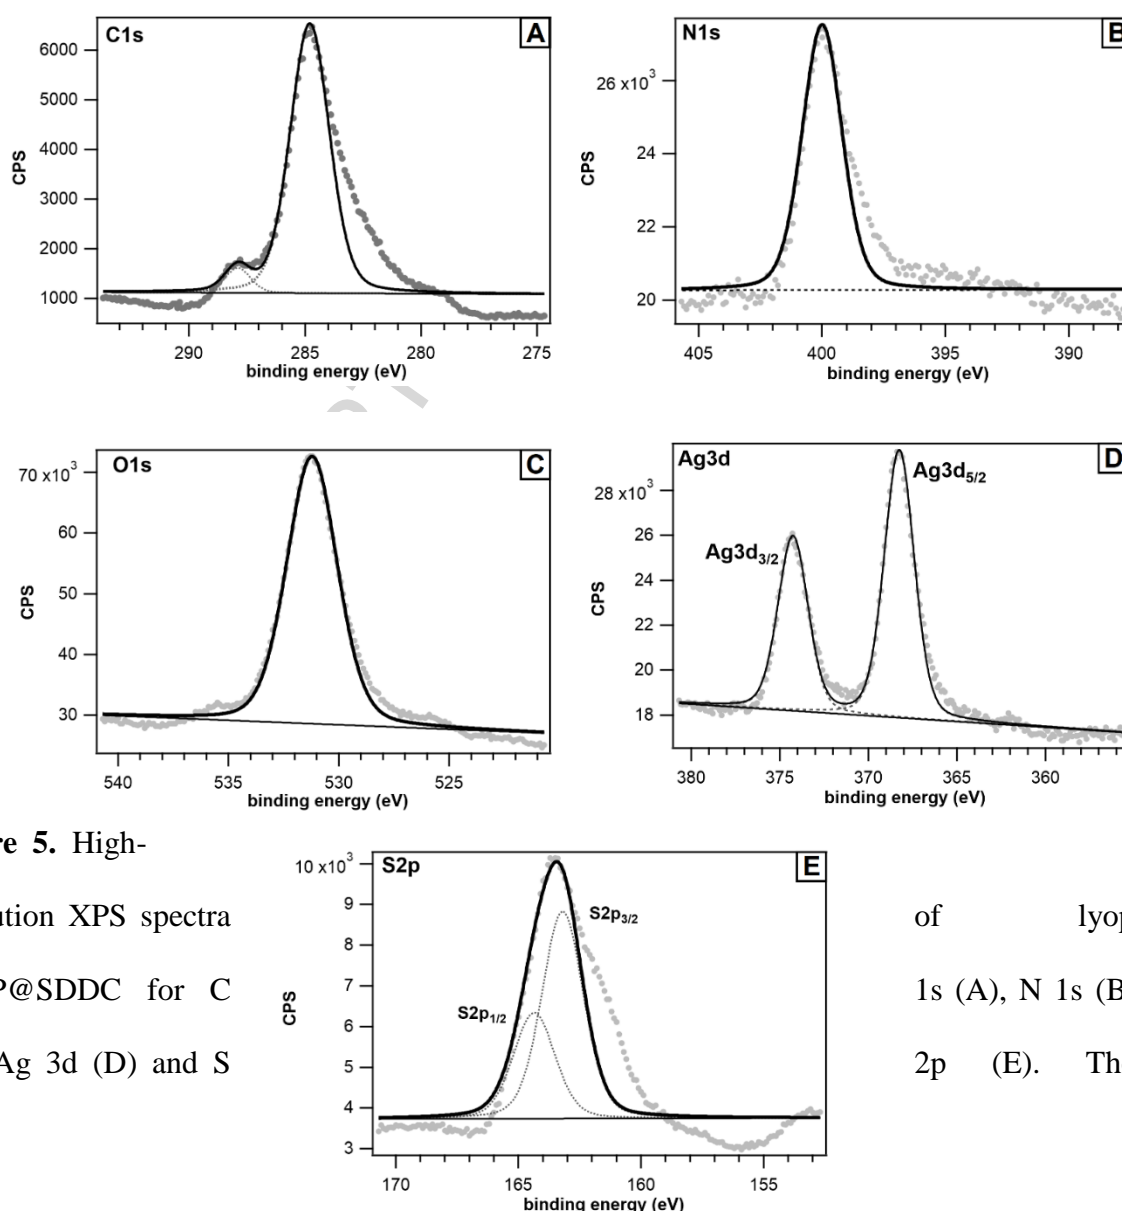 C1s
A
6000
5000
4000
3000
2000
1000
CPS
290 285 280 275
binding energy (eV)
N1s
B
26 x10³
24
22
20
CPS
405 400 395 390
binding energy (eV)
O1s
C
70 x10³
60
50
40
30
CPS
540 535 530 525
binding energy (eV)
Ag3d
D
Ag3d5/2
Ag3d3/2
28 x10³
26
24
22
20
18
CPS
380 375 370 365 360
binding energy (eV)
re 5. High-
ution XPS spectra
P@SDDC for C
Ag 3d (D) and S
S2p
E
S2p3/2
S2p1/2
10 x10³
9
8
7
6
5
4
3
CPS
170 165 160 155
binding energy (eV)
of lyop
1s (A), N 1s (B
2p (E). Th